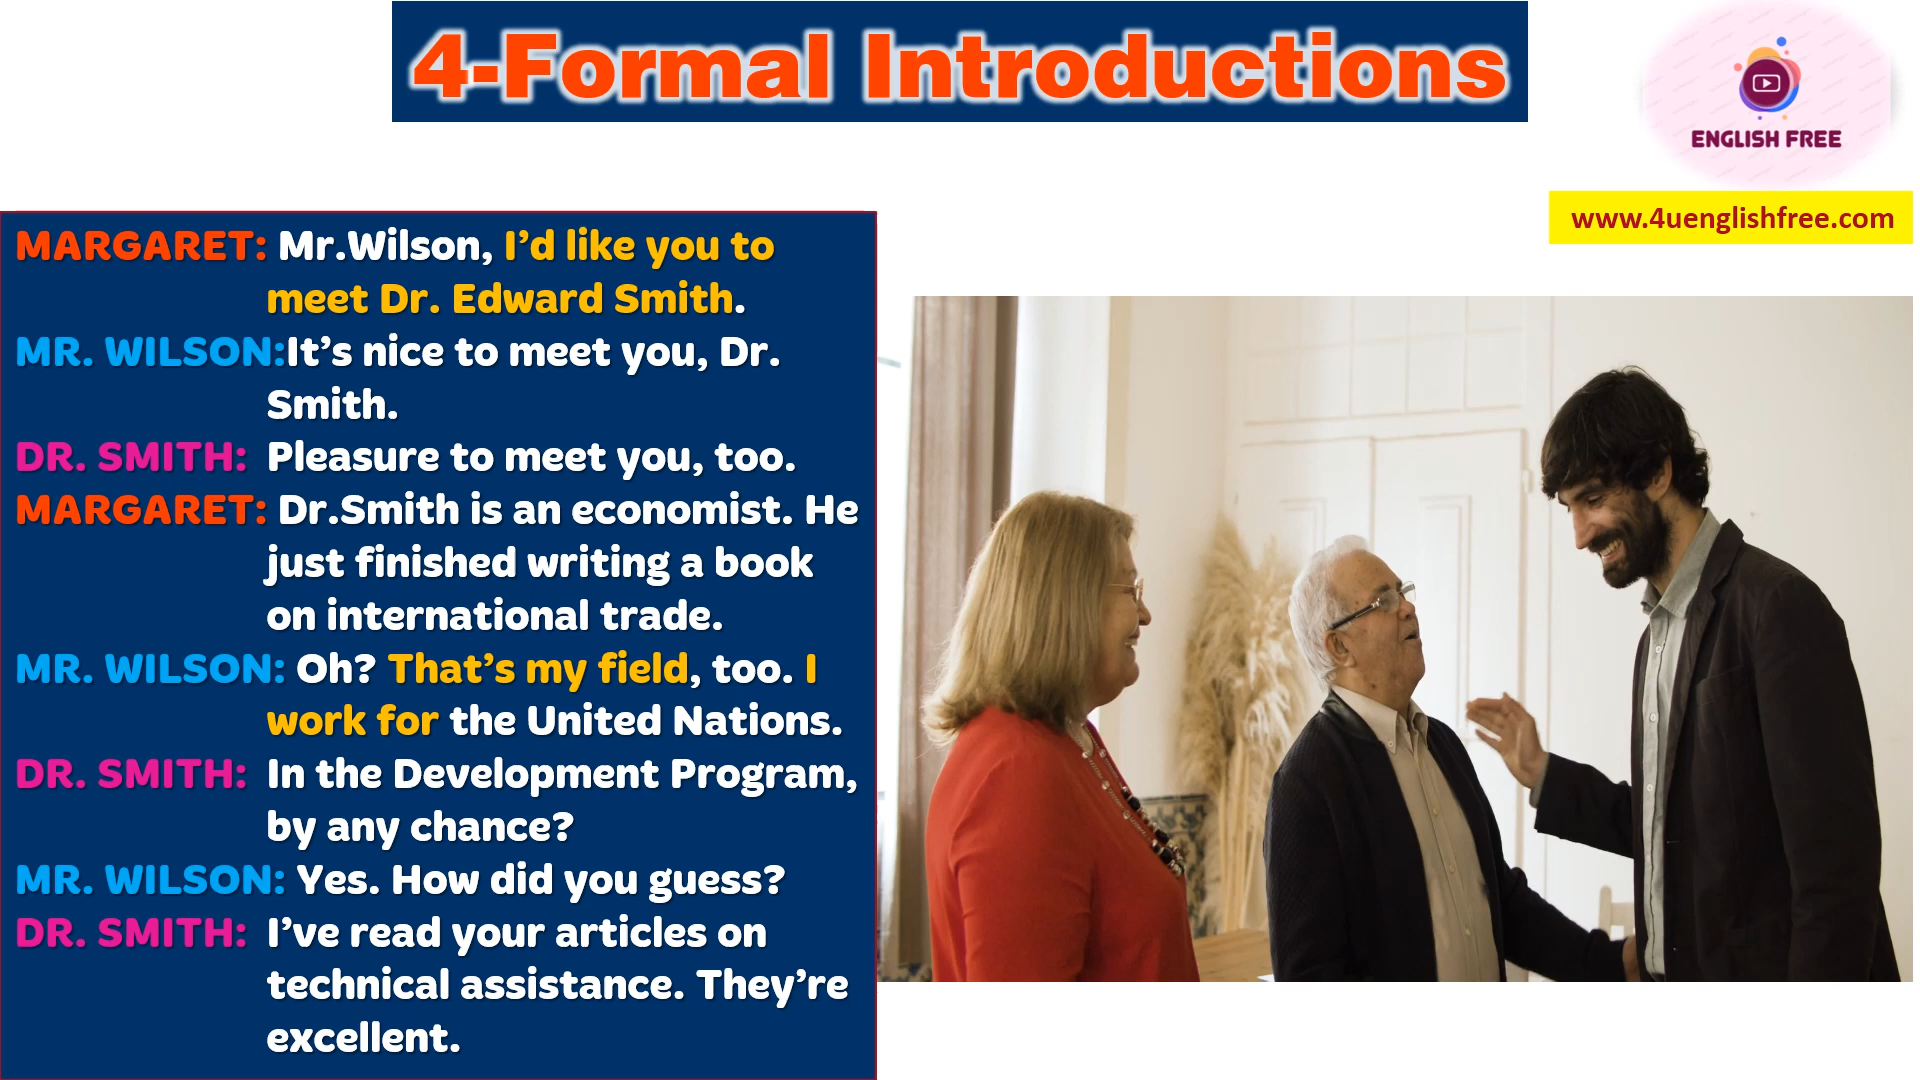 4-Formal Introductions
ENGLISH FREE
www.4uenglishfree.com
MARGARET: Mr.Wilson, I’d like you to
meet Dr. Edward Smith.
MR. WILSON:It’s nice to meet you, Dr.
Smith.
DR. SMITH: Pleasure to meet you, too.
MARGARET: Dr.Smith is an economist. He
just finished writing a book
on international trade.
MR. WILSON: Oh? That’s my field, too. I
work for the United Nations.
DR. SMITH: In the Development Program,
by any chance?
MR. WILSON: Yes. How did you guess?
DR. SMITH: I’ve read your articles on
technical assistance. They’re
excellent.